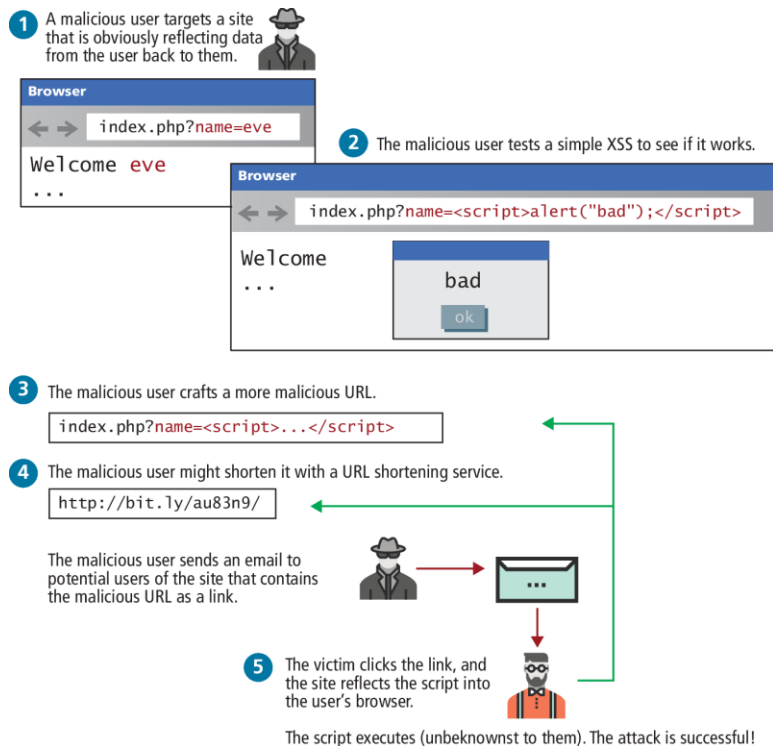 1
A malicious user targets a site
that is obviously reflecting data
from the user back to them.
Browser
index.php?name=eve
Welcome eve
...
2
The malicious user tests a simple XSS to see if it works.
Browser
index.php?name=<script>alert("bad");</script>
Welcome
...
bad
ok
3
The malicious user crafts a more malicious URL.
index.php?name=<script>...</script>
4
The malicious user might shorten it with a URL shortening service.
http://bit.ly/au83n9/
The malicious user sends an email to
potential users of the site that contains
the malicious URL as a link.
...
5
The victim clicks the link, and
the site reflects the script into
the user’s browser.
The script executes (unbeknownst to them). The attack is successful!